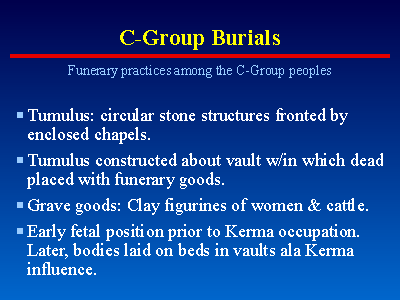 C-Group Burials
Funerary practices among the C-Group peoples
Tumulus: circular stone structures fronted by
enclosed chapels.
Tumulus constructed about vault w/in which dead
placed with funerary goods.
Grave goods: Clay figurines of women & cattle.
Early fetal position prior to Kerma occupation.
Later, bodies laid on beds in vaults ala Kerma
influence.